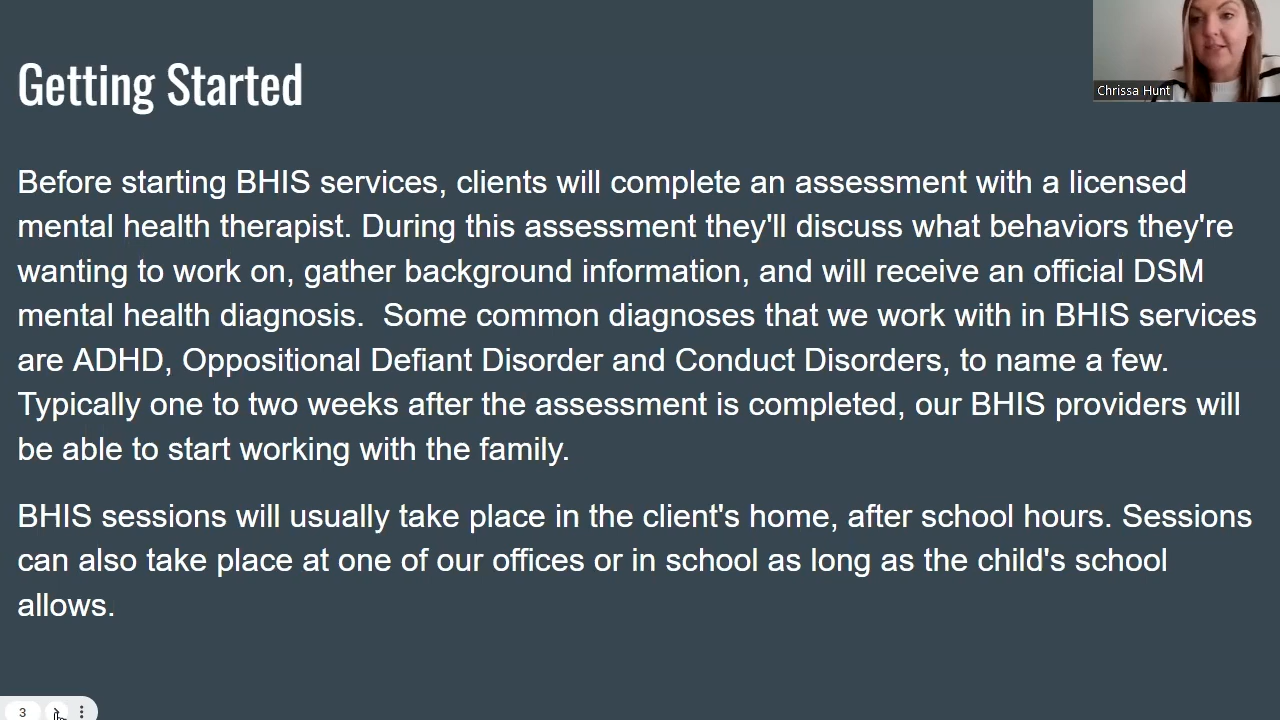 Getting Started
Chrissa Hunt
Before starting BHIS services, clients will complete an assessment with a licensed
mental health therapist. During this assessment they'll discuss what behaviors they're
wanting to work on, gather background information, and will receive an official DSM
mental health diagnosis.  Some common diagnoses that we work with in BHIS services
are ADHD, Oppositional Defiant Disorder and Conduct Disorders, to name a few.
Typically one to two weeks after the assessment is completed, our BHIS providers will
be able to start working with the family.
BHIS sessions will usually take place in the client's home, after school hours. Sessions
can also take place at one of our offices or in school as long as the child's school
allows.
3